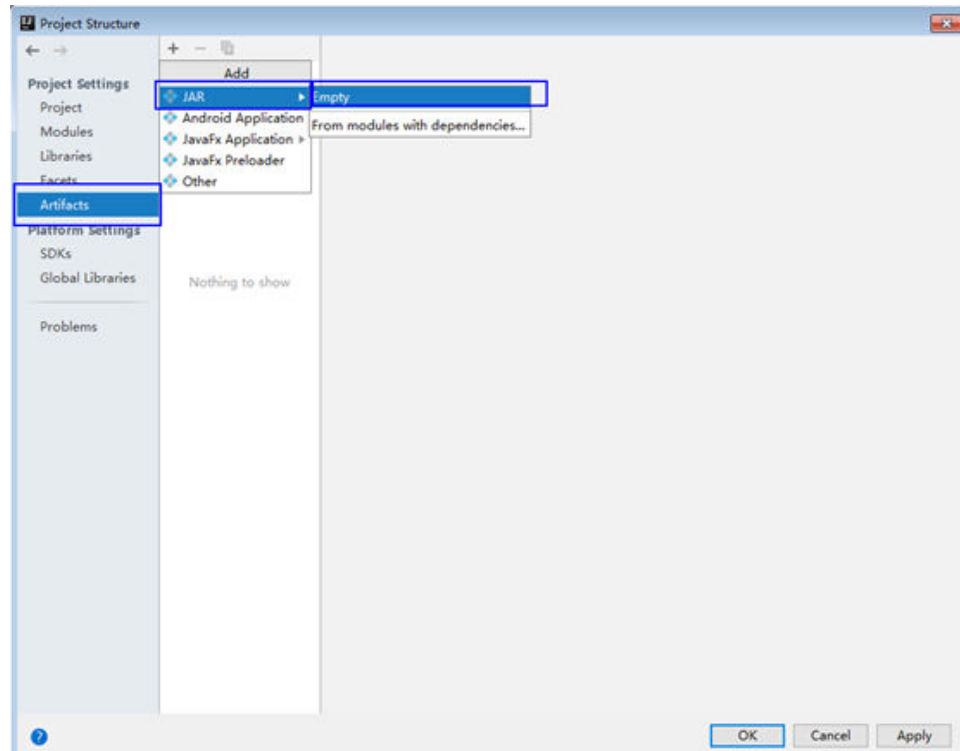 Project Structure
Project Settings
Project
Modules
Libraries
Facets
Artifacts
Platform Settings
SDKs
Global Libraries
Problems
Add
JAR
Android Application
JavaFx Application
JavaFx Preloader
Other
Empty
From modules with dependencies...
Nothing to show
OK Cancel Apply